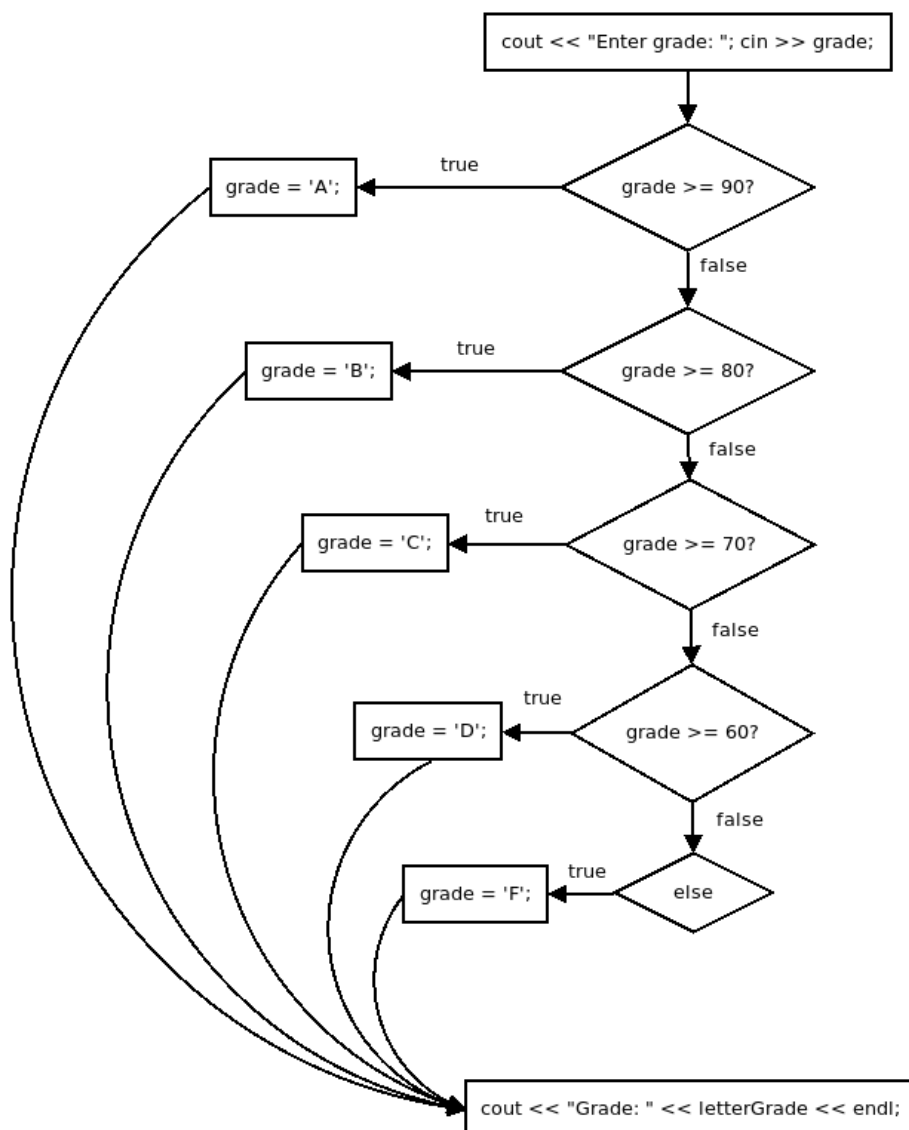 cout << "Enter grade: "; cin >> grade;
true
grade = 'A';
grade >= 90?
false
true
grade = 'B';
grade >= 80?
false
true
grade = 'C';
grade >= 70?
false
true
grade = 'D';
grade >= 60?
false
true
grade = 'F';
else
cout << "Grade: " << letterGrade << endl;